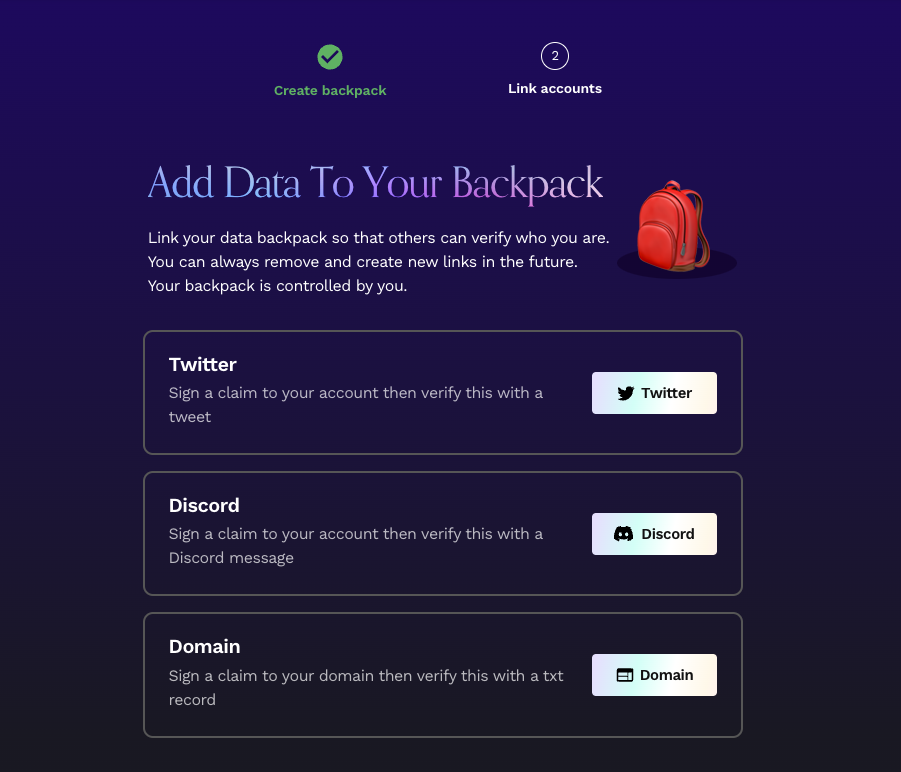 Create backpack
2
Link accounts
Add Data To Your Backpack
Link your data backpack so that others can verify who you are.
You can always remove and create new links in the future.
Your backpack is controlled by you.
Twitter
Sign a claim to your account then verify this with a
tweet
Twitter
Discord
Sign a claim to your account then verify this with a
Discord message
Discord
Domain
Sign a claim to your domain then verify this with a txt
record
Domain